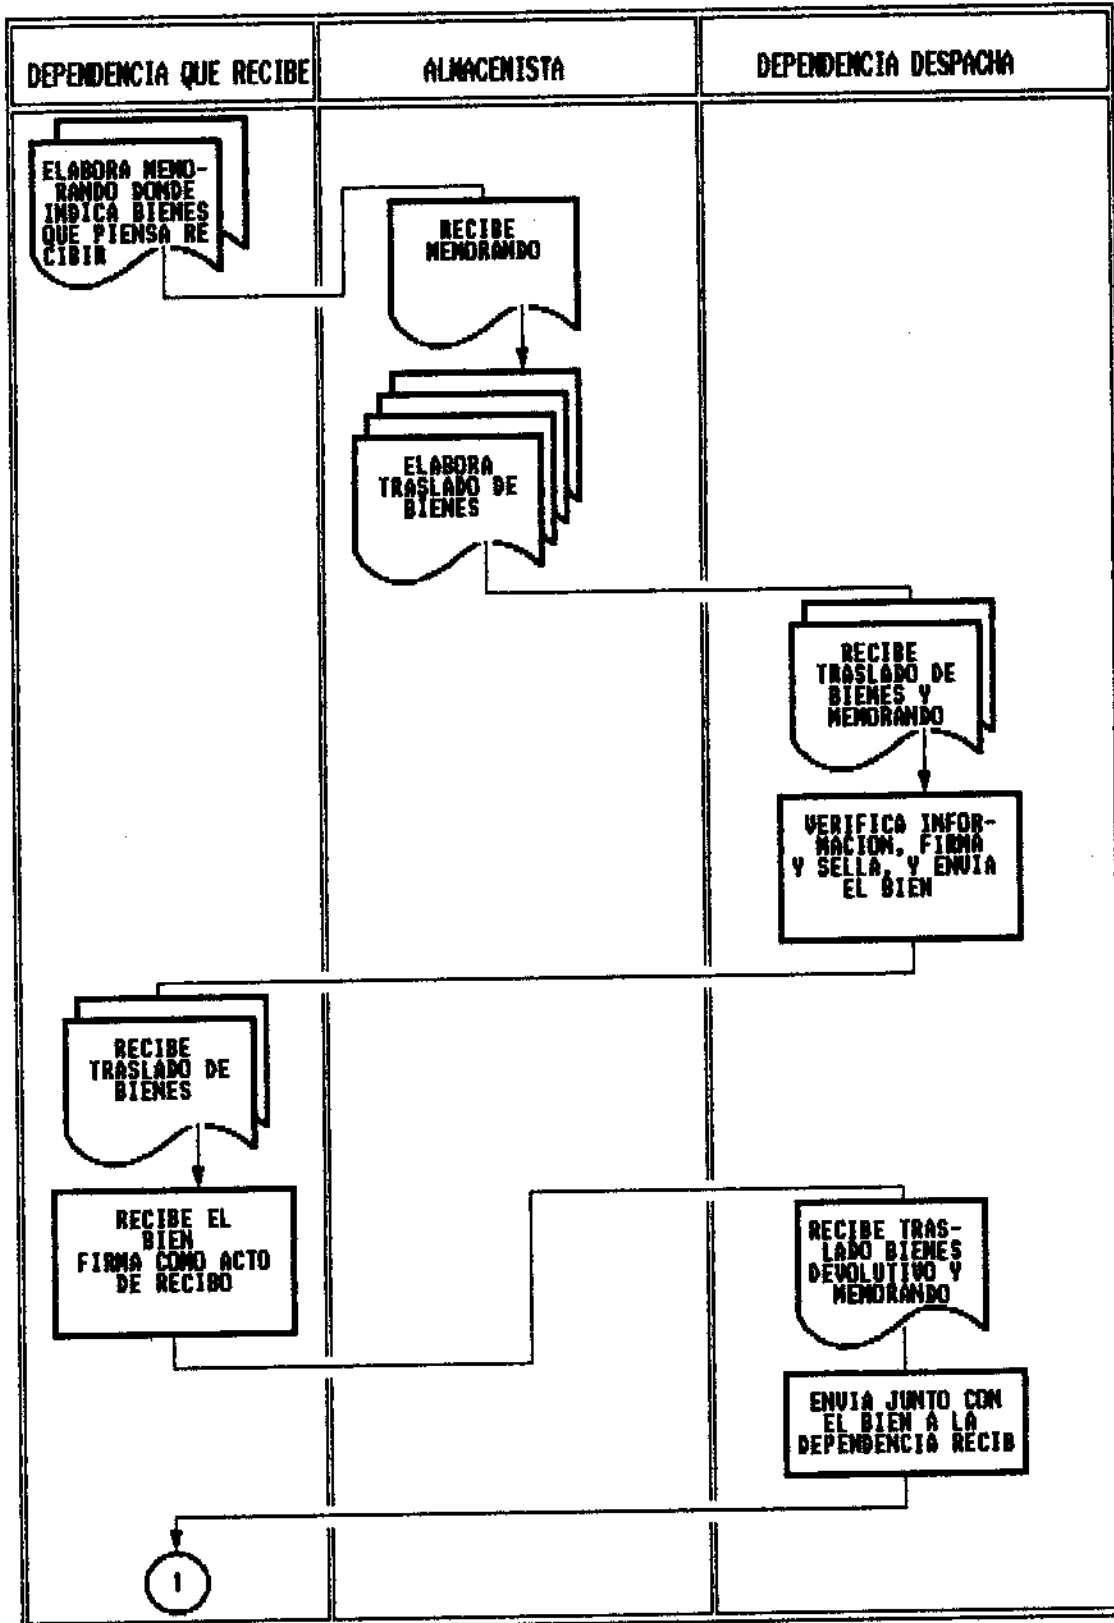 DEPENDENCIA QUE RECIBE
ALMACENISTA
DEPENDENCIA DESPACHA
ELABORA MEMO-
RANDO DONDE
INDICA BIENES
QUE PIENSA RE
CIBIR
RECIBE
MEMORANDO
ELABORA
TRASLADO DE
BIENES
RECIBE
TRASLADO DE
BIENES Y
MEMORANDO
VERIFICA INFOR-
MACION, FIRMA
Y SELLA, Y ENVIA
EL BIEN
RECIBE
TRASLADO DE
BIENES
RECIBE EL
BIEN
FIRMA COMO ACTO
DE RECIBO
RECIBE TRAS-
LADO BIENES
DEVOLUTIVO Y
MEMORANDO
ENVIA JUNTO CON
EL BIEN A LA
DEPENDENCIA RECIB
1